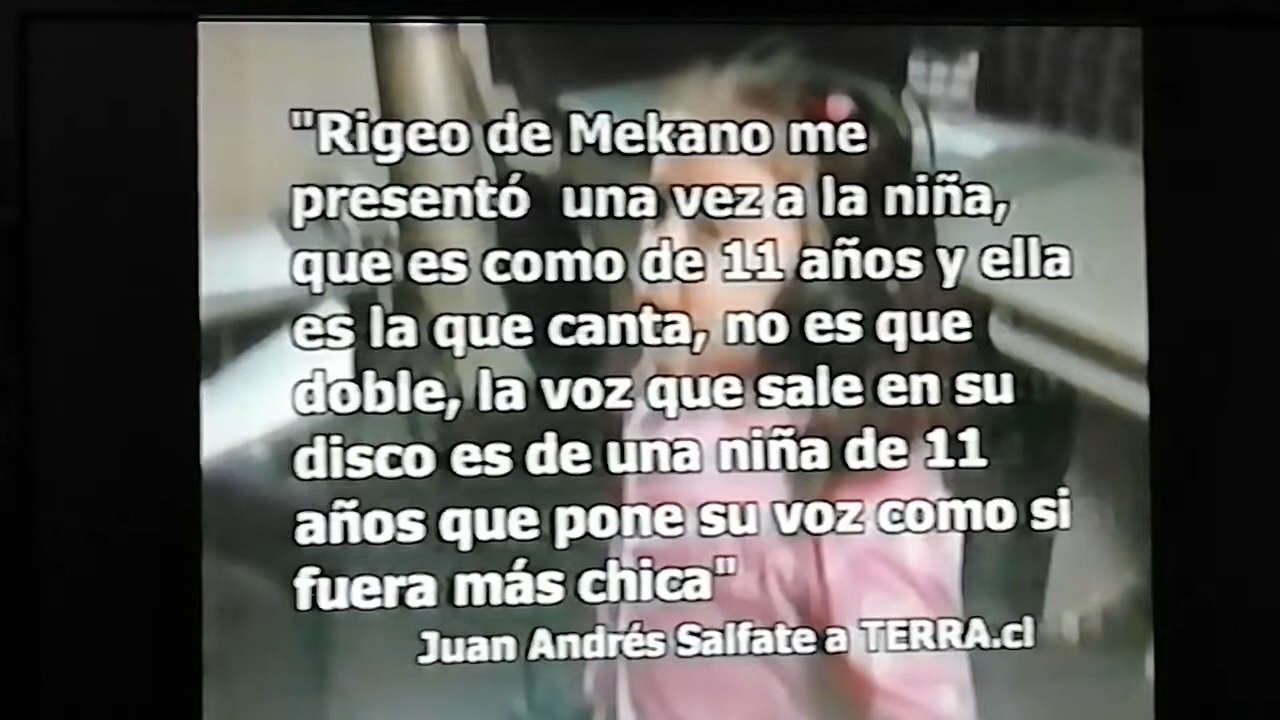 "Rigeo de Mekano me
presentó una vez a la niña,
que es como de 11 años y ella
es la que canta, no es que
doble, la voz que sale en su
disco es de una niña de 11
años que pone su voz como si
fuera más chica"
Juan Andrés Salfate a TERRA.cl